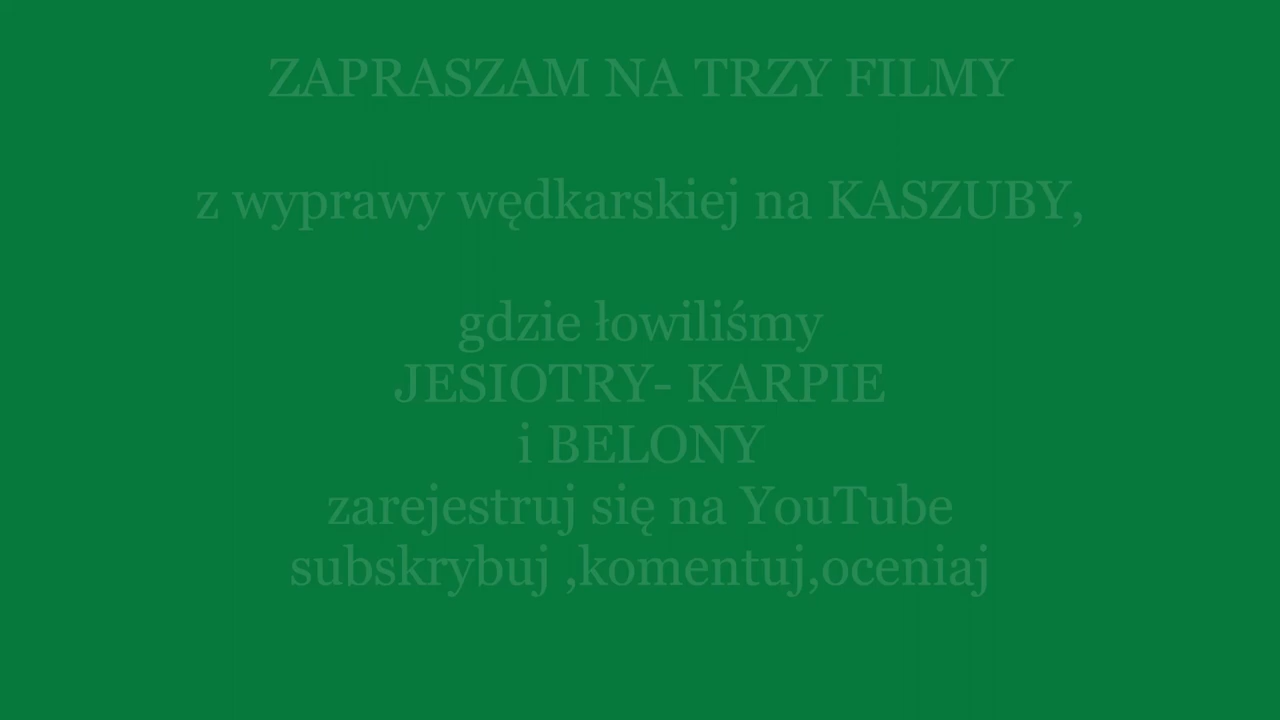 ZAPRASZAM NA TRZY FILMY
z wyprawy wędkarskiej na KASZUBY,
gdzie łowiliśmy
JESIOTRY- KARPIE
i BELONY
zarejestruj się na YouTube
subskrybuj ,komentuj,oceniaj